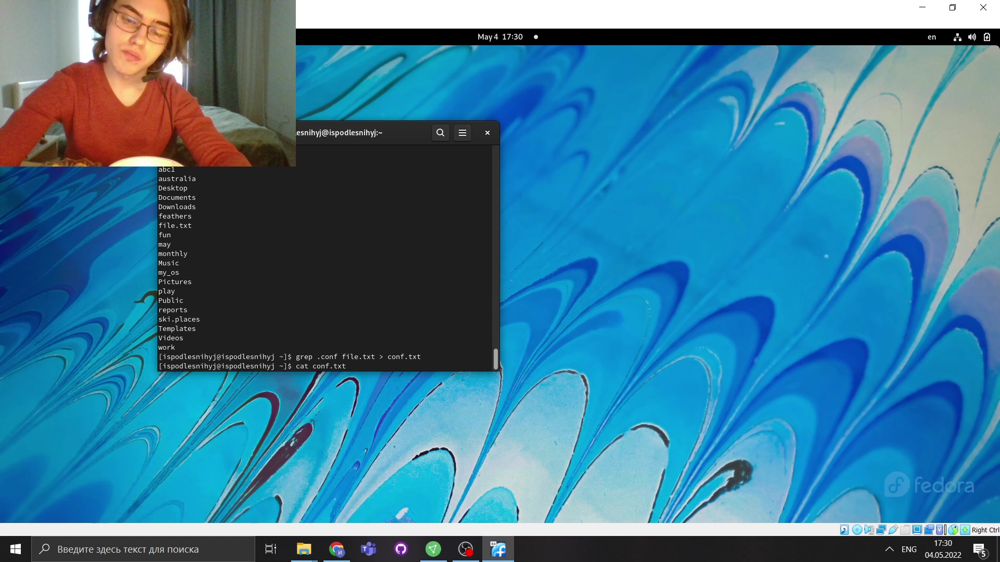 May 4 17:30
en
esnihyj@ispodlesnihyj:~
abc1
australia
Desktop
Documents
Downloads
feathers
file.txt
fun
may
monthly
Music
my_os
Pictures
play
Public
reports
ski.places
Templates
Videos
work
[ispodlesnihyj@ispodlesnihyj ~]$ grep .conf file.txt > conf.txt
[ispodlesnihyj@ispodlesnihyj ~]$ cat conf.txt
fedora
Right Ctrl
Введите здесь текст для поиска
64
ENG
17:30
04.05.2022
5